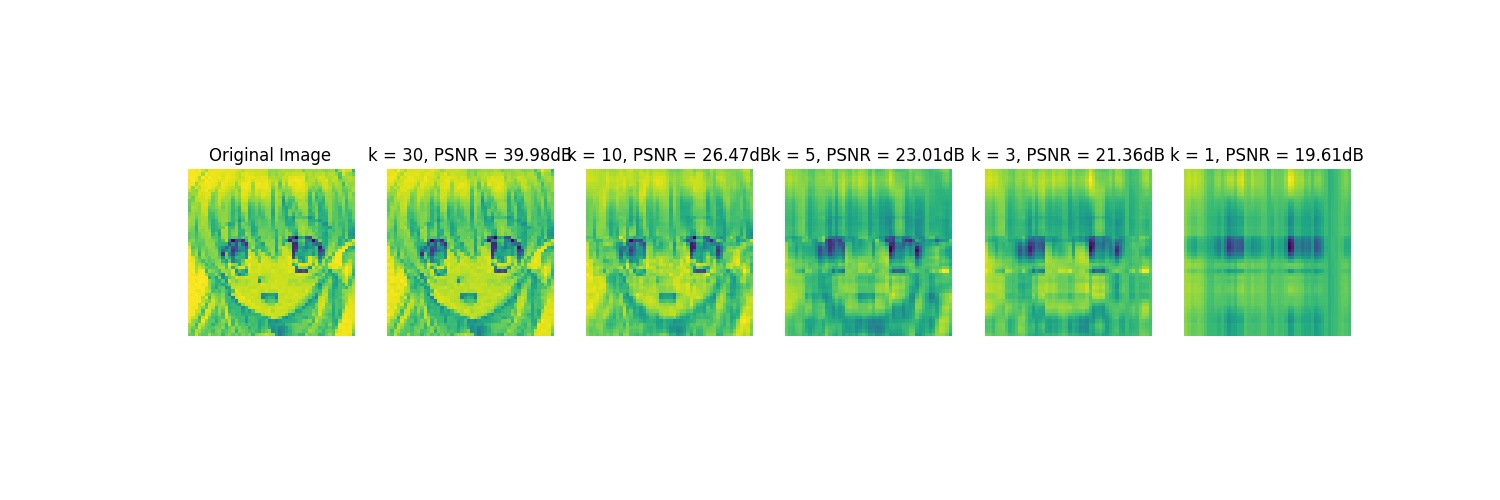 Original Image
k = 30, PSNR = 39.98dB
k = 10, PSNR = 26.47dB
k = 5, PSNR = 23.01dB
k = 3, PSNR = 21.36dB
k = 1, PSNR = 19.61dB